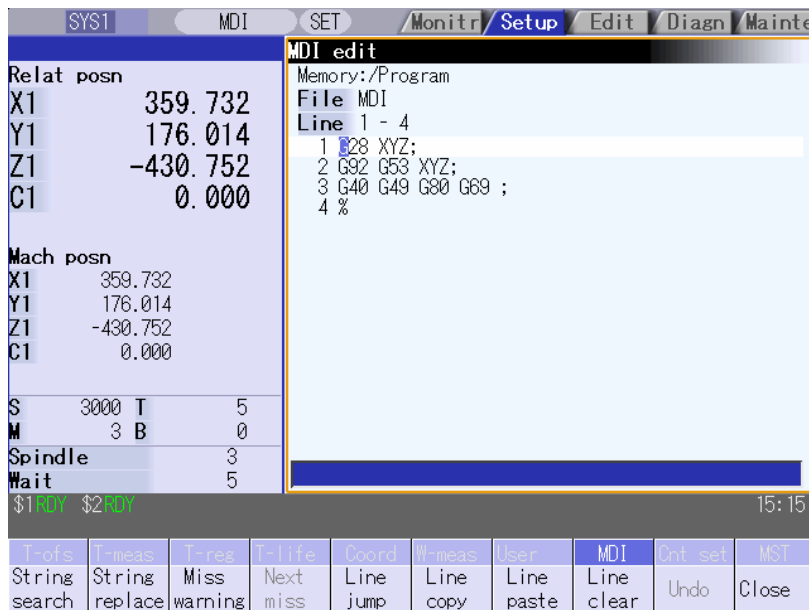 SYS1 MDI SET Monitr Setup Edit Diagn Mainte
MDI edit
Relat posn
X1 359.732
Y1 176.014
Z1 -430.752
C1 0.000
Mach posn
X1 359.732
Y1 176.014
Z1 -430.752
C1 0.000
S 3000 T 5
M 3 B 0
Spindle 3
Wait 5
Memory:/Program
File MDI
Line 1 - 4
1 G28 XYZ;
2 G92 G53 XYZ;
3 G40 G49 G80 G69 ;
4 %
$1RDY $2RDY 15:15
T-ofs T-meas T-reg T-life Coord W-meas User MDI Cnt set MST
String search String replace Miss warning Next miss Line jump Line copy Line paste Line clear Undo Close